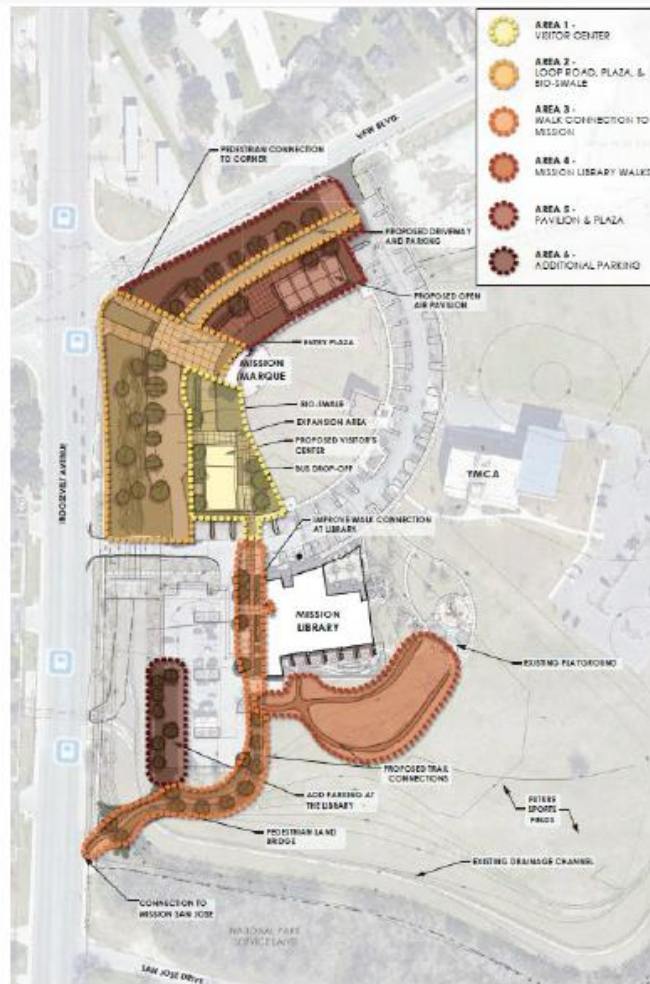 AREA 1 -
VISITOR CENTER
AREA 2 -
LOOP ROAD, PLAZA, &
BIO-SWALE
AREA 3 -
WALK CONNECTION TO
MISSION
AREA 4 -
MISSION LIBRARY WALKS
AREA 5 -
PAVILION & PLAZA
AREA 6 -
ADDITIONAL PARKING
VFW BLVD.
PEDESTRIAN CONNECTION
TO CORNER
PROPOSED DRIVEWAY
AND PARKING
PROPOSED OPEN
AIR PAVILION
ENTRY PLAZA
MISSION
MARQUE
BIO-SWALE
EXPANSION AREA
PROPOSED VISITOR'S
CENTER
BUS DROP-OFF
ROOSEVELT AVENUE
YMCA
IMPROVE WALK CONNECTION
AT LIBRARY
MISSION
LIBRARY
EXISTING PLAYGROUND
PROPOSED TRAIL
CONNECTIONS
ADD PARKING AT
THE LIBRARY
FUTURE
SPORTS
FIELDS
PEDESTRIAN LAND
BRIDGE
EXISTING DRAINAGE CHANNEL
CONNECTION TO
MISSION SAN JOSE
NATIONAL PARK
SERVICE LAND
SAN JOSE DRIVE